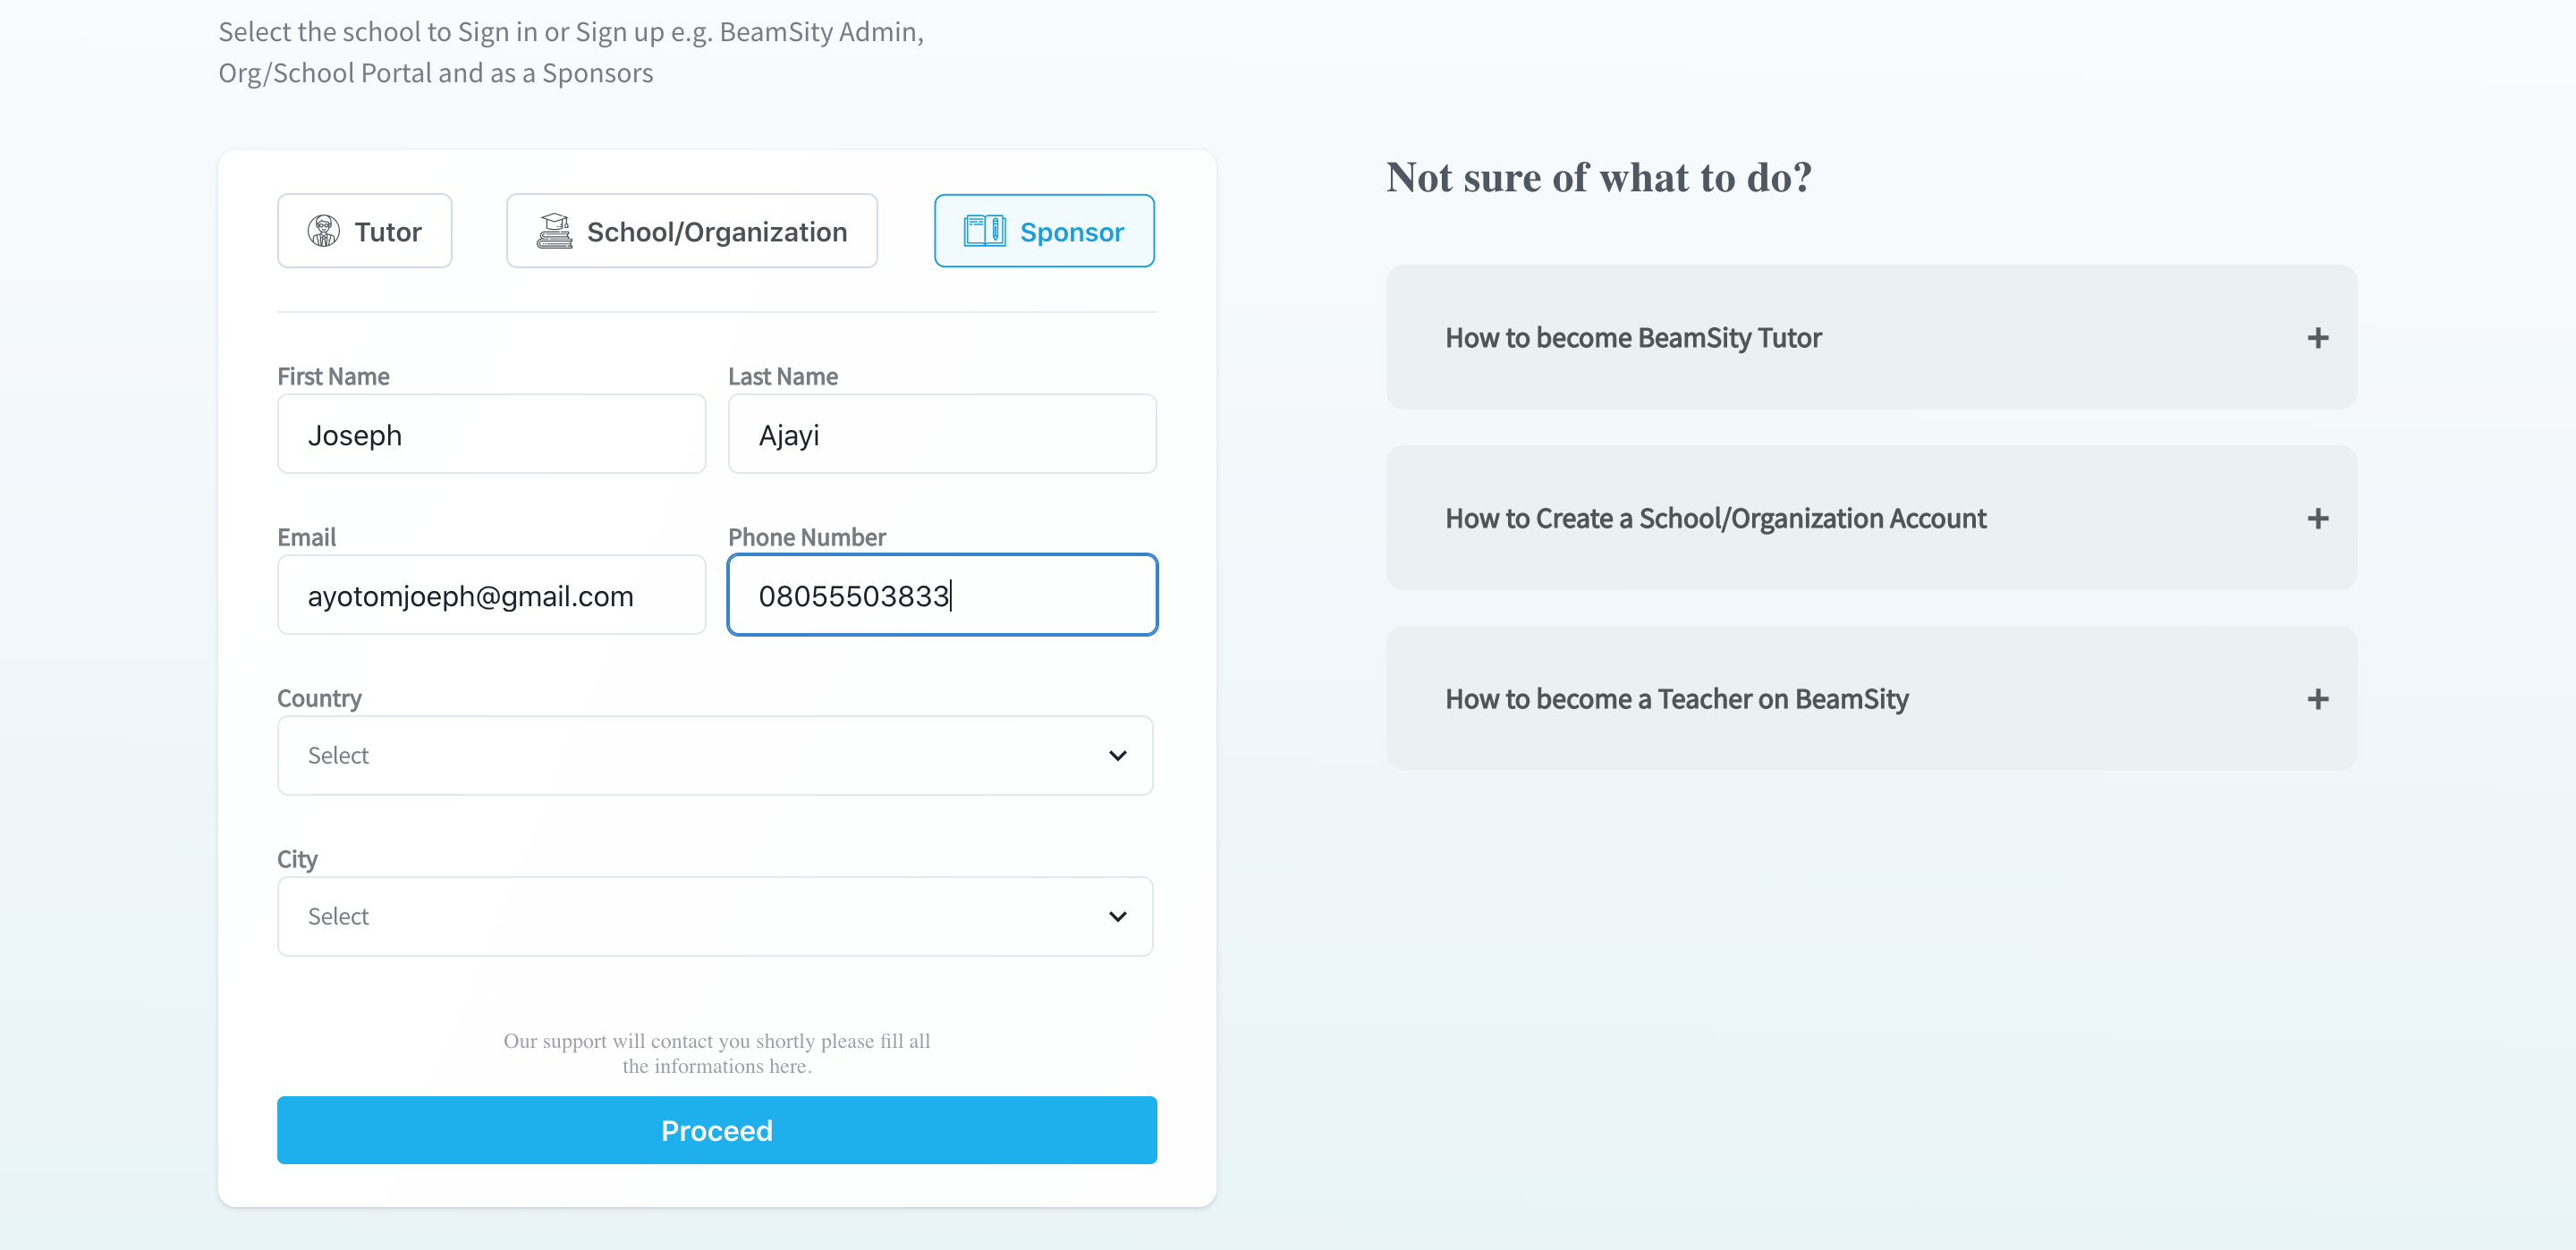 Select the school to Sign in or Sign up e.g. BeamSity Admin,
Org/School Portal and as a Sponsors
Tutor
School/Organization
Sponsor
First Name
Last Name
Joseph
Ajayi
Email
Phone Number
ayotomjoeph@gmail.com
08055503833
Country
Select
City
Select
Our support will contact you shortly please fill all
the informations here.
Proceed
Not sure of what to do?
How to become BeamSity Tutor
How to Create a School/Organization Account
How to become a Teacher on BeamSity